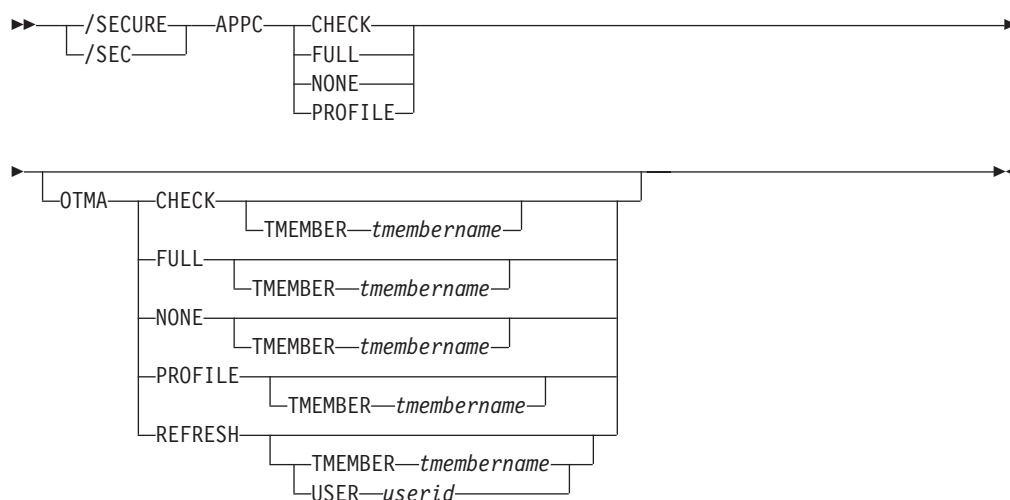 /SECURE APPC CHECK
/SEC FULL
NONE
PROFILE
OTMA CHECK
TMEMBER tmembername
FULL
TMEMBER tmembername
NONE
TMEMBER tmembername
PROFILE
TMEMBER tmembername
REFRESH
TMEMBER tmembername
USER userid